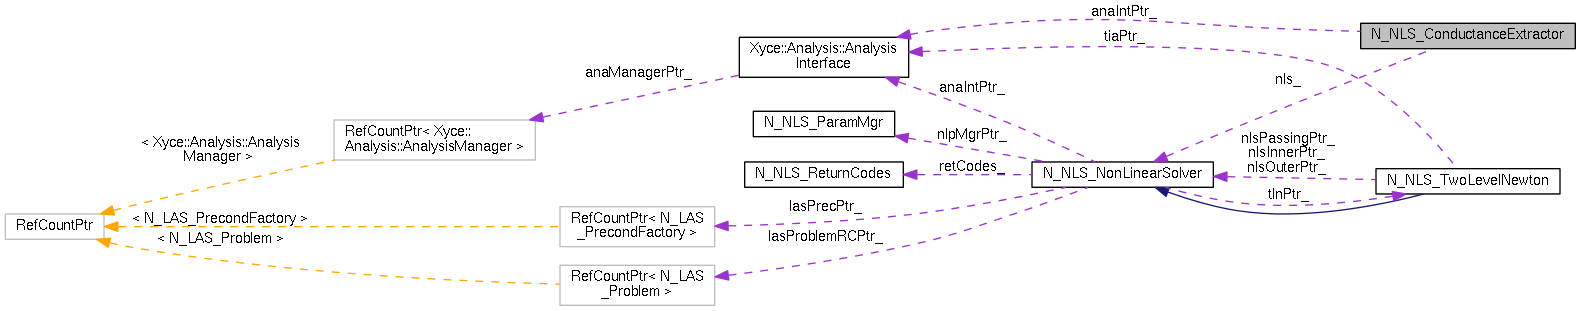 anaIntPtr_
N_NLS_ConductanceExtractor
tiaPtr_
Xyce::Analysis::Analysis
Interface
anaManagerPtr_
nls_
anaIntPtr_
N_NLS_ParamMgr
RefCountPtr< Xyce::
Analysis::AnalysisManager >
nlpMgrPtr_
nlsPassingPtr_
nlsInnerPtr_
nlsOuterPtr_
< Xyce::Analysis::Analysis
Manager >
N_NLS_ReturnCodes
retCodes_
N_NLS_NonLinearSolver
N_NLS_TwoLevelNewton
tlnPtr_
lasPrecPtr_
RefCountPtr
< N_LAS_PrecondFactory >
RefCountPtr< N_LAS
_PrecondFactory >
< N_LAS_Problem >
lasProblemRCPtr_
RefCountPtr< N_LAS
_Problem >